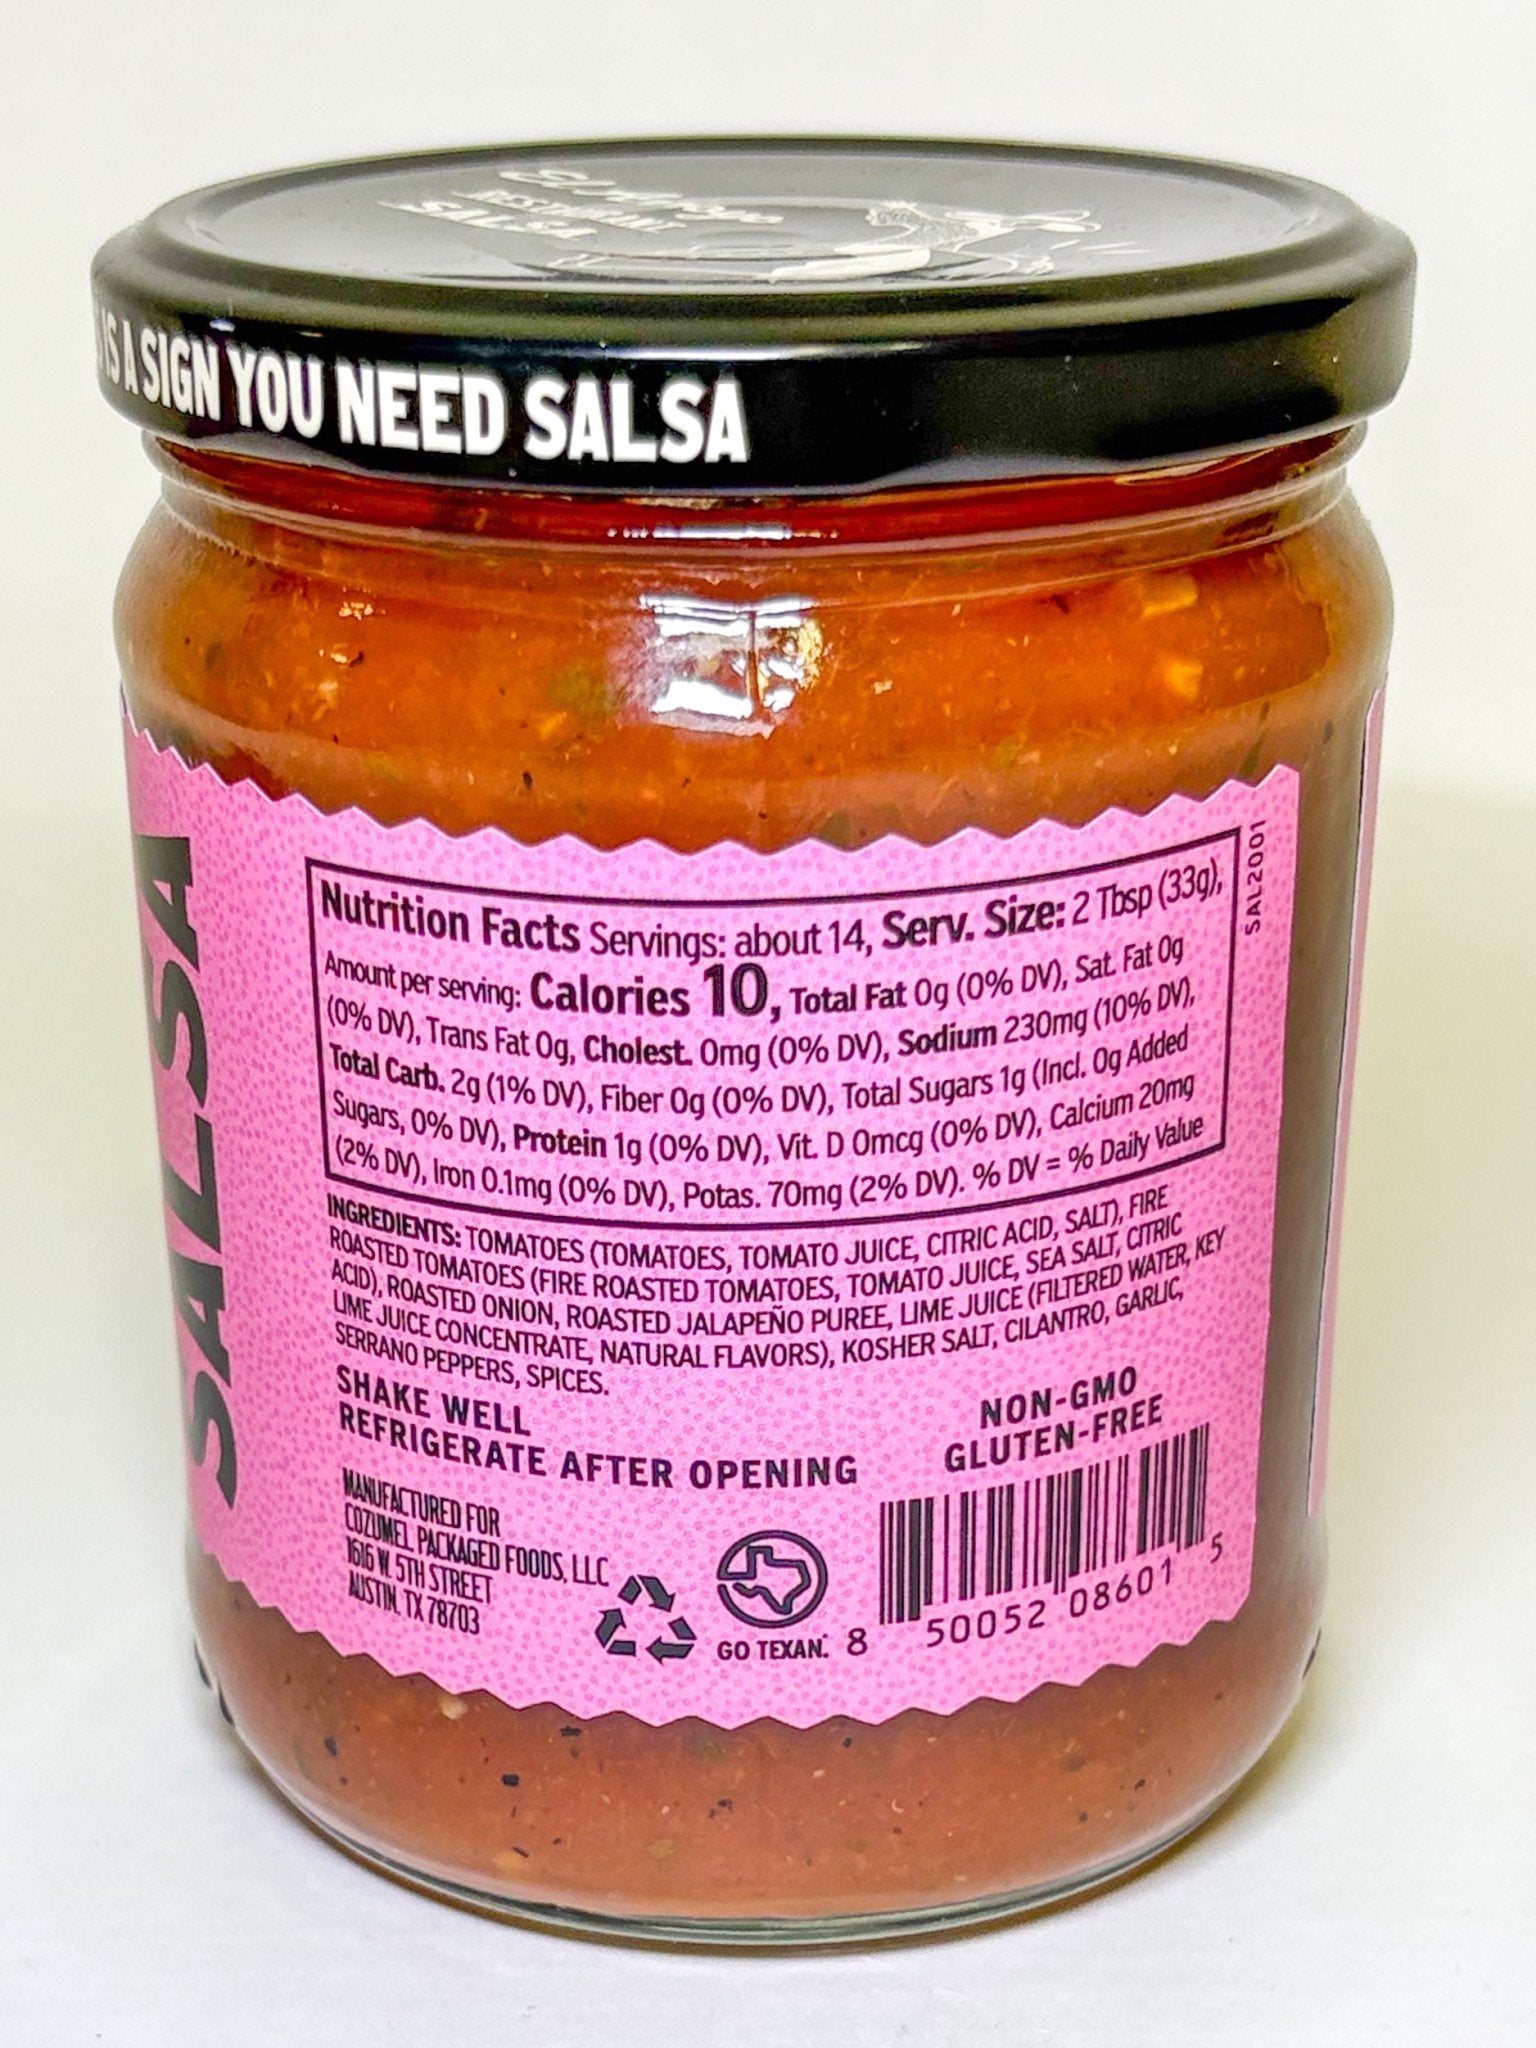 El Arroyo
RESTAURANT
SALSA
IS A SIGN YOU NEED SALSA
SALSA
Nutrition Facts Servings: about 14, Serv. Size: 2 Tbsp (33g),
Amount per serving: Calories 10, Total Fat 0g (0% DV), Sat. Fat 0g
(0% DV), Trans Fat 0g, Cholest. 0mg (0% DV), Sodium 230mg (10% DV),
Total Carb. 2g (1% DV), Fiber 0g (0% DV), Total Sugars 1g (Incl. 0g Added
Sugars, 0% DV), Protein 1g (0% DV), Vit. D 0mcg (0% DV), Calcium 20mg
(2% DV), Iron 0.1mg (0% DV), Potas. 70mg (2% DV). % DV = % Daily Value
SAL2001
INGREDIENTS: TOMATOES (TOMATOES, TOMATO JUICE, CITRIC ACID, SALT), FIRE
ROASTED TOMATOES (FIRE ROASTED TOMATOES, TOMATO JUICE, SEA SALT, CITRIC
ACID), ROASTED ONION, ROASTED JALAPEÑO PUREE, LIME JUICE (FILTERED WATER, KEY
LIME JUICE CONCENTRATE, NATURAL FLAVORS), KOSHER SALT, CILANTRO, GARLIC,
SERRANO PEPPERS, SPICES.
SHAKE WELL
REFRIGERATE AFTER OPENING
NON-GMO
GLUTEN-FREE
MANUFACTURED FOR
COZUMEL PACKAGED FOODS, LLC
1616 W. 5TH STREET
AUSTIN, TX 78703
GO TEXAN.
8 50052 08601 5